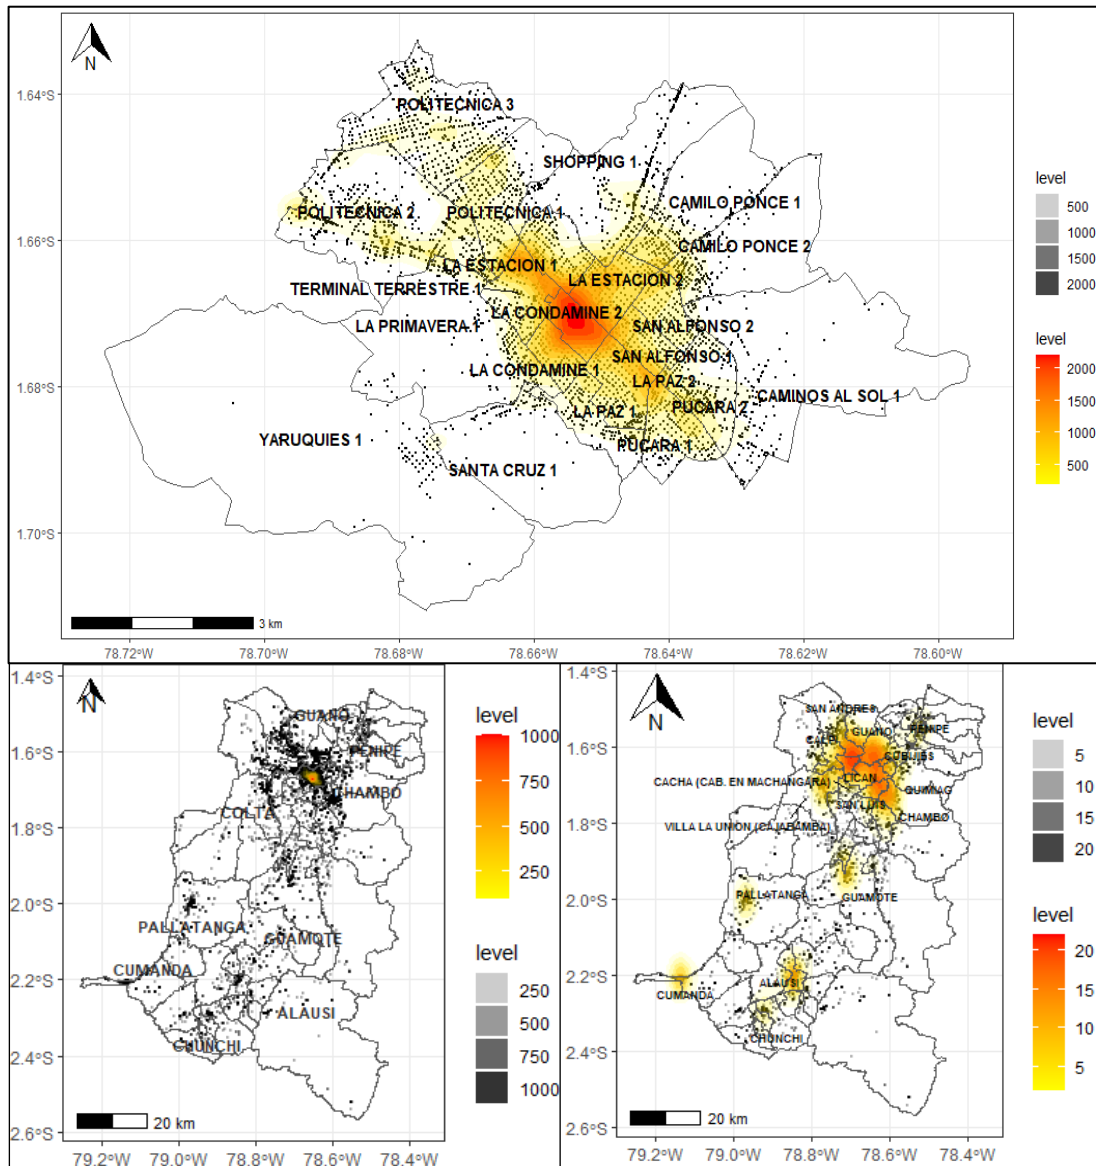 N
POLITECNICA 3
SHOPPING 1
CAMILO PONCE 1
POLITECNICA 2
POLITECNICA 1
CAMILO PONCE 2
LA ESTACION 1
LA ESTACION 2
TERMINAL TERRESTRE 1
LA CONDAMINE 2
LA PRIMAVERA 1
SAN ALFONSO 2
SAN ALFONSO 1
LA CONDAMINE 1
LA PAZ 2
CAMINOS AL SOL 1
PUCARA 2
LA PAZ 1
YARUQUIES 1
PUCARA 1
SANTA CRUZ 1
1.64°S
1.66°S
1.68°S
1.70°S
3 km
78.72°W 78.70°W 78.68°W 78.66°W 78.64°W 78.62°W 78.60°W
level
500
1000
1500
2000
level
2000
1500
1000
500
1.4°S
1.6°S
1.8°S
2.0°S
2.2°S
2.4°S
2.6°S
N
GUANO
PENIPE
CHAMBO
COLTA
PALLATANGA
GUAMOTE
CUMANDA
ALAUSI
CHUNCHI
20 km
79.2°W 79.0°W 78.8°W 78.6°W 78.4°W
level
1000
750
500
250
level
250
500
750
1000
1.4°S
1.6°S
1.8°S
2.0°S
2.2°S
2.4°S
2.6°S
N
SAN ANDRES
GUANO
PENIPE
CUBIJIES
LICAN
CACHA (CAB. EN MACHANGARA)
QUIMIAG
SAN LUIS
CHAMBO
VILLA LA UNION (CAJABAMBA)
PALLATANGA
GUAMOTE
ALAUSI
CUMANDA
CHUNCHI
20 km
79.2°W 79.0°W 78.8°W 78.6°W 78.4°W
level
5
10
15
20
level
20
15
10
5